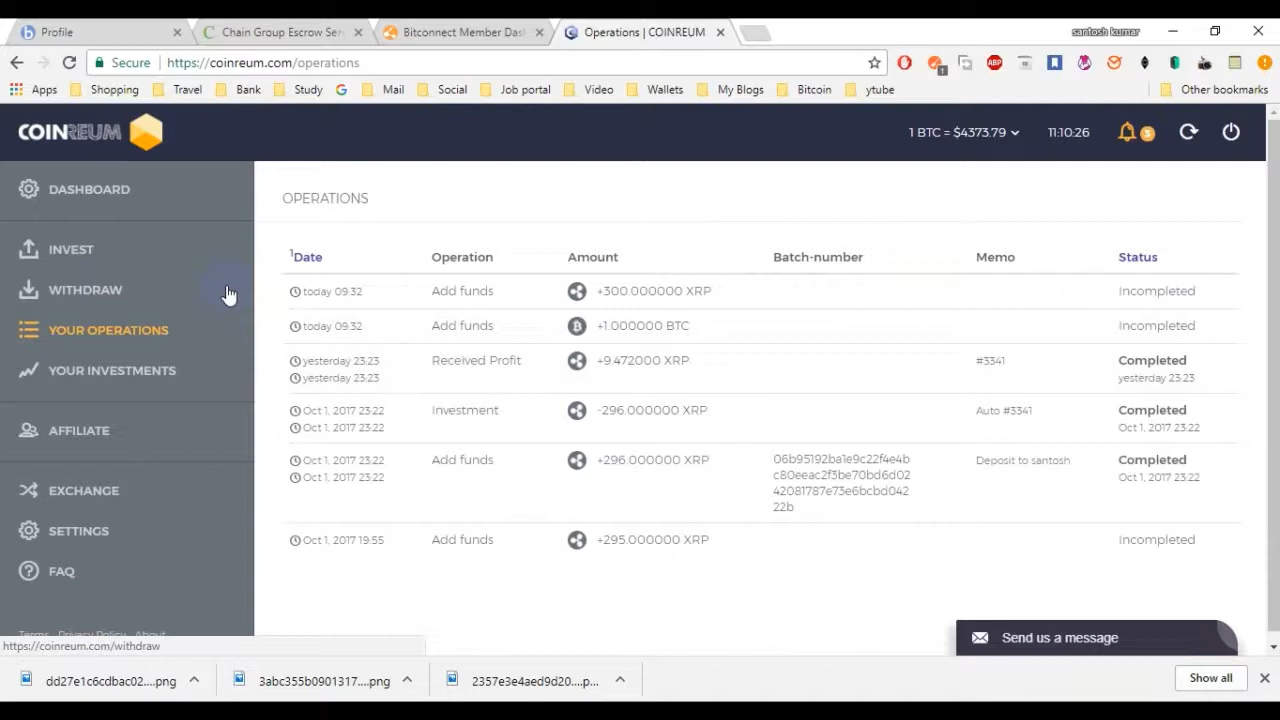 Profile
Chain Group Escrow Ser
Bitconnect Member Das
Operations | COINREUM
santosh kumar
Secure
https://coinreum.com/operations
1
Apps Shopping Travel Bank Study Mail Social Job portal Video Wallets My Blogs Bitcoin ytube Other bookmarks
COINREUM
1 BTC = $4373.79
11:10:26
3
DASHBOARD
INVEST
WITHDRAW
YOUR OPERATIONS
YOUR INVESTMENTS
AFFILIATE
EXCHANGE
SETTINGS
FAQ
Terms Privacy Policy About
https://coinreum.com/withdraw
OPERATIONS
1Date Operation Amount Batch-number Memo Status
today 09:32 Add funds +300.000000 XRP Incompleted
today 09:32 Add funds +1.000000 BTC Incompleted
yesterday 23:23 Received Profit +9.472000 XRP #3341 Completed
yesterday 23:23 yesterday 23:23
Oct 1, 2017 23:22 Investment -296.000000 XRP Auto #3341 Completed
Oct 1, 2017 23:22 Oct 1, 2017 23:22
Oct 1, 2017 23:22 Add funds +296.000000 XRP 06b95192ba1e9c22f4e4b Deposit to santosh Completed
Oct 1, 2017 23:22 c80eeac2f3be70bd6d02 Oct 1, 2017 23:22
42081787e73e6bcbd042
22b
Oct 1, 2017 19:55 Add funds +295.000000 XRP Incompleted
Send us a message
dd27e1c6cdbac02....png
3abc355b0901317....png
2357e3e4aed9d20....p...
Show all